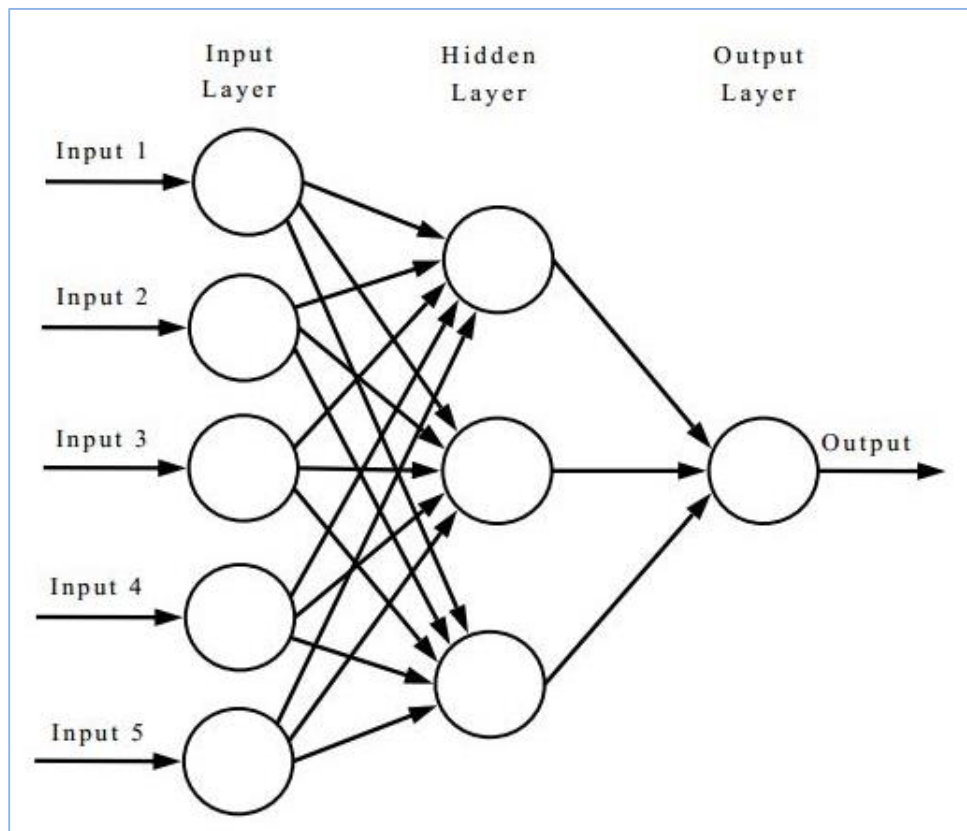 Input
Layer
Hidden
Layer
Output
Layer
Input 1
Input 2
Input 3
Output
Input 4
Input 5